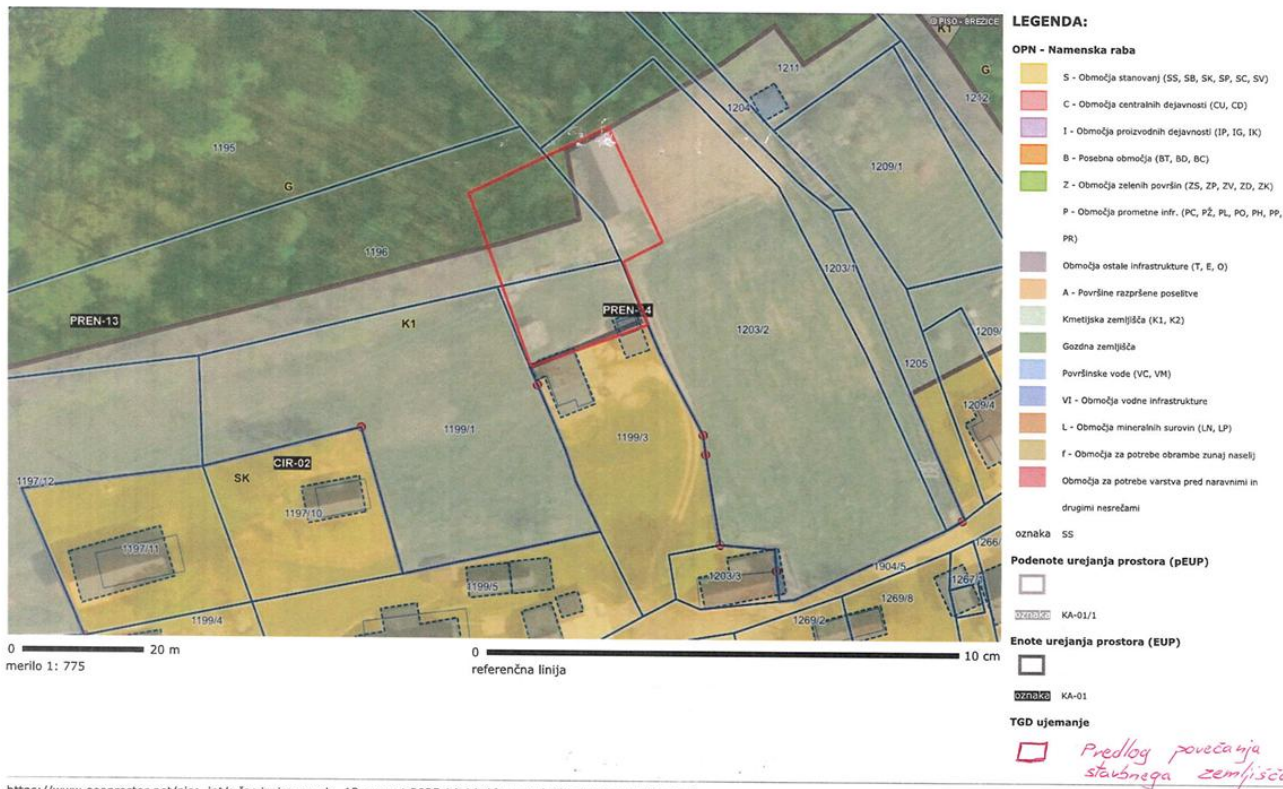 © PISO - BREŽICE
K1
G
1211
1212
1204
1195
G
1209/1
1196
1203/1
PREN-13
K1
1203/2
1205
1209/4
1199/1
1199/3
CIR-02
SK
1197/12
1197/10
1197/11
1199/5
1203/3
1904/5
1266/
1199/4
1269/2
1269/8
0 20 m
merilo 1: 775
0 10 cm
referenčna linija
LEGENDA:
OPN - Namenska raba
S - Območja stanovanj (SS, SB, SK, SP, SC, SV)
C - Območja centralnih dejavnosti (CU, CD)
I - Območja proizvodnih dejavnosti (IP, IG, IK)
B - Posebna območja (BT, BD, BC)
Z - Območja zelenih površin (ZS, ZP, ZV, ZD, ZK)
P - Območja prometne infr. (PC, PŽ, PL, PO, PH, PP,
PR)
Območja ostale infrastrukture (T, E, O)
A - Površine razpršene poselitve
Kmetijska zemljišča (K1, K2)
Gozdna zemljišča
Površinske vode (VC, VM)
VI - Območja vodne infrastrukture
L - Območja mineralnih surovin (LN, LP)
f - Območja za potrebe obrambe zunaj naselij
Območja za potrebe varstva pred naravnimi in
drugimi nesrečami
oznaka SS
Podenote urejanja prostora (pEUP)
oznaka KA-01/1
Enote urejanja prostora (EUP)
oznaka KA-01
TGD ujemanje
Predlog povečanja
stavbnega zemljišča